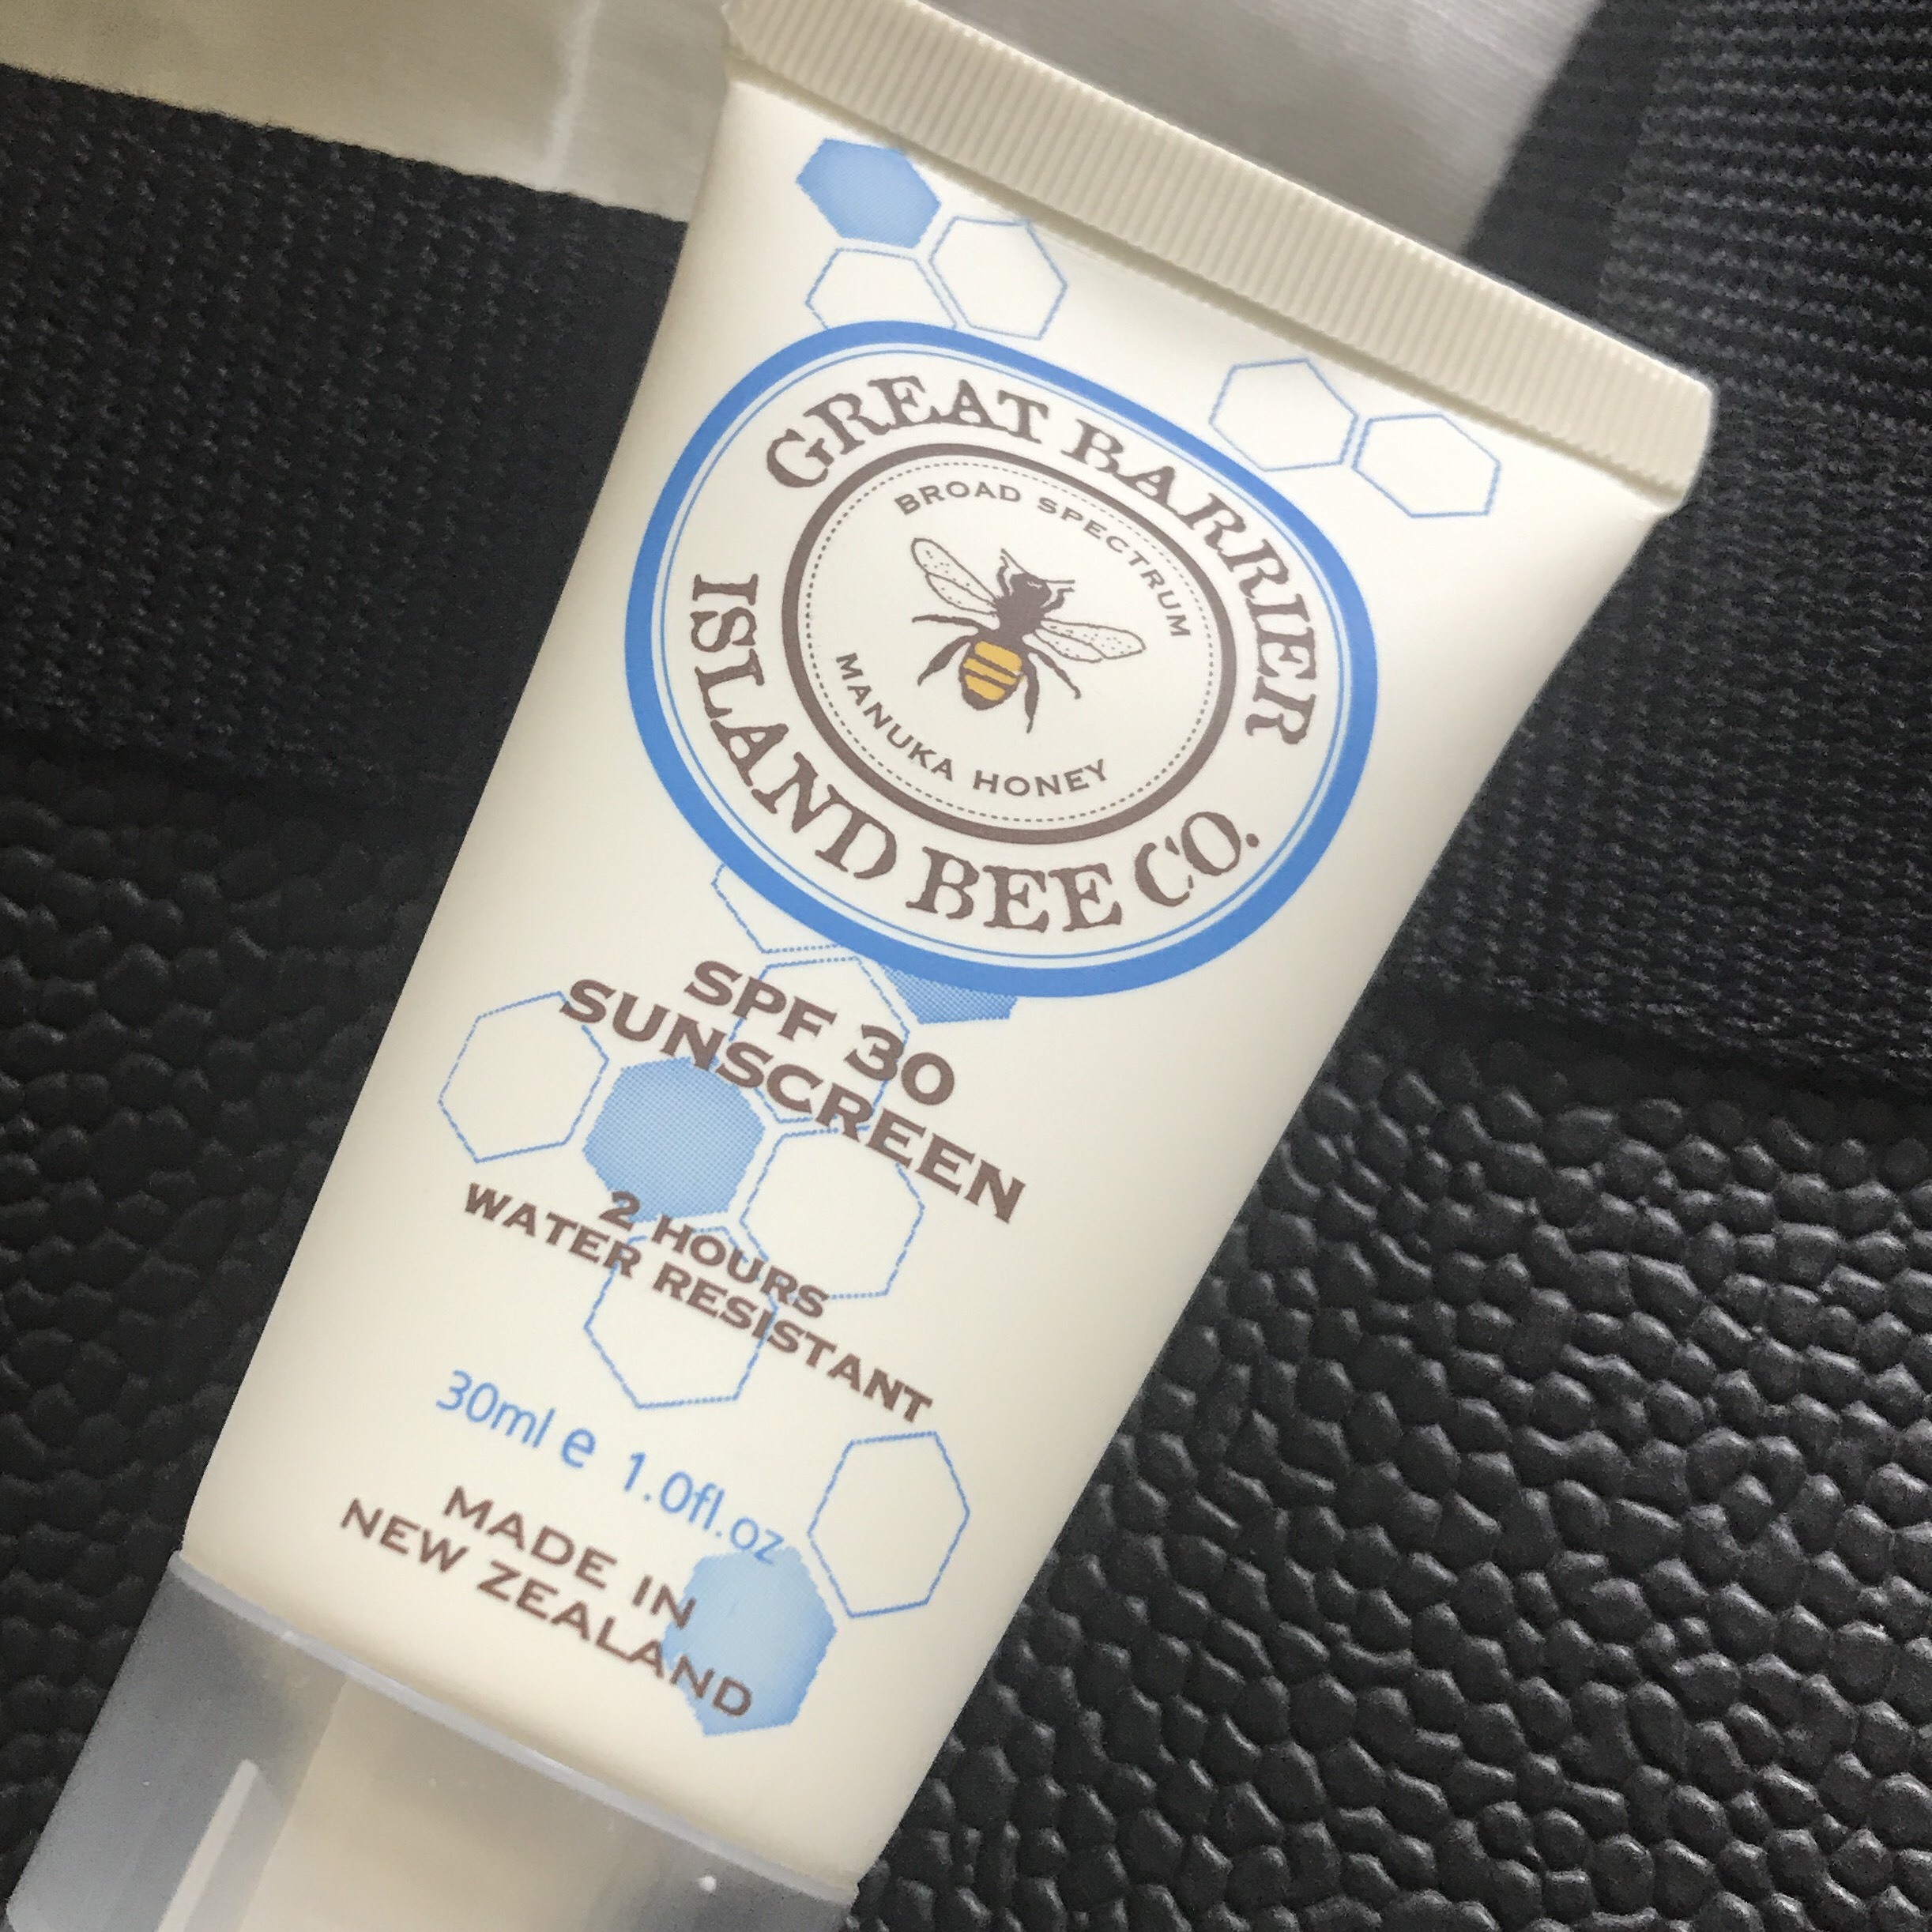 GREAT BARRIER
BROAD SPECTRUM
MANUKA HONEY
ISLAND BEE CO.
SPF 30
SUNSCREEN
2 HOURS
WATER RESISTANT
30ml e 1.0fl.oz
MADE IN
NEW ZEALAND